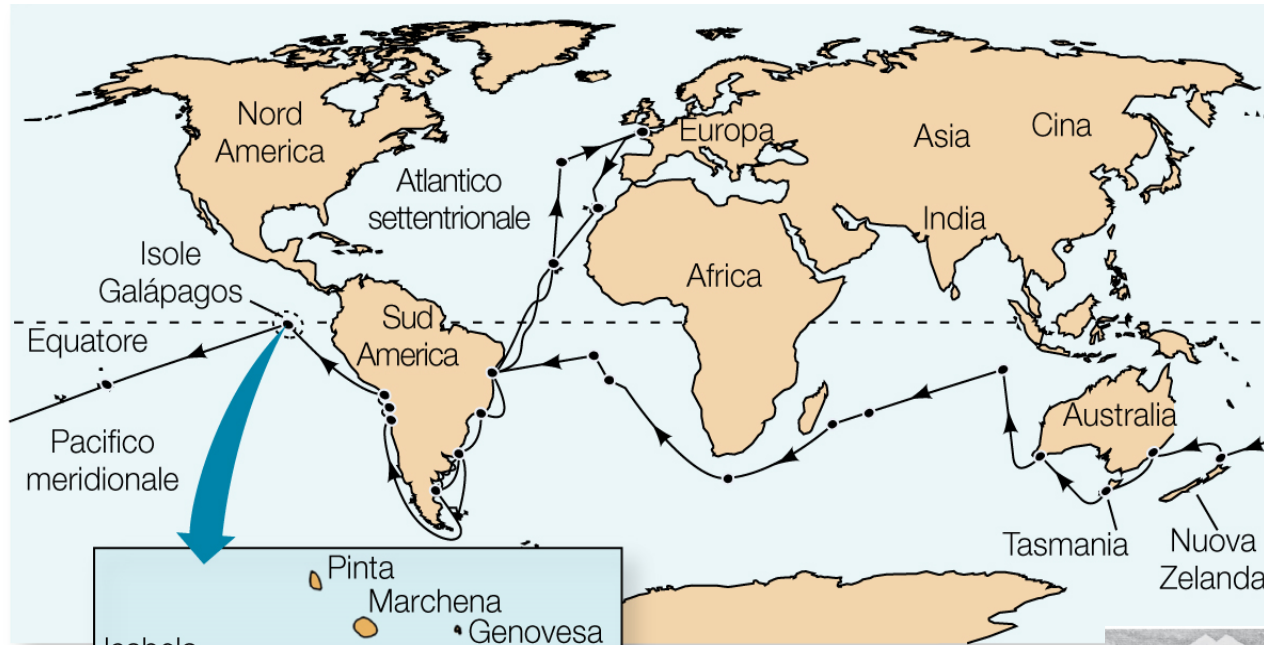 Nord
America
Europa
Asia
Cina
Atlantico
settentrionale
India
Isole
Galápagos
Africa
Sud
America
Equatore
Australia
Pacifico
meridionale
Tasmania
Nuova
Zelanda
Pinta
Marchena
Genovesa